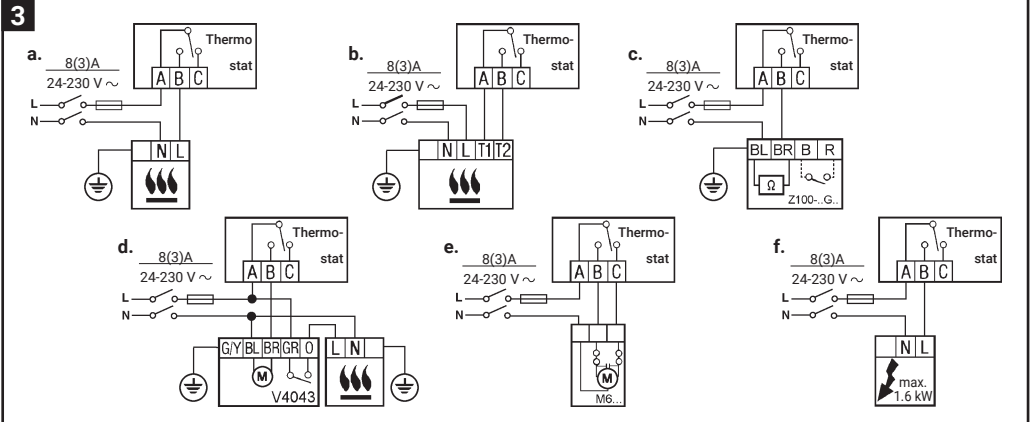 3
a.
8(3)A
24-230 V ~
L
N
Thermo
stat
A B C
N L
b.
8(3)A
24-230 V ~
L
N
Thermo-
stat
A B C
N L T1 T2
c.
8(3)A
24-230 V ~
L
N
Thermo-
stat
A B C
BL BR B R
Ω
Z100-..G..
d.
8(3)A
24-230 V ~
L
N
Thermo-
stat
A B C
G/Y BL BR GR O
M
V4043
L N
e.
8(3)A
24-230 V ~
L
N
Thermo-
stat
A B C
M
M6...
f.
8(3)A
24-230 V ~
L
N
Thermo-
stat
A B C
N L
max.
1.6 kW